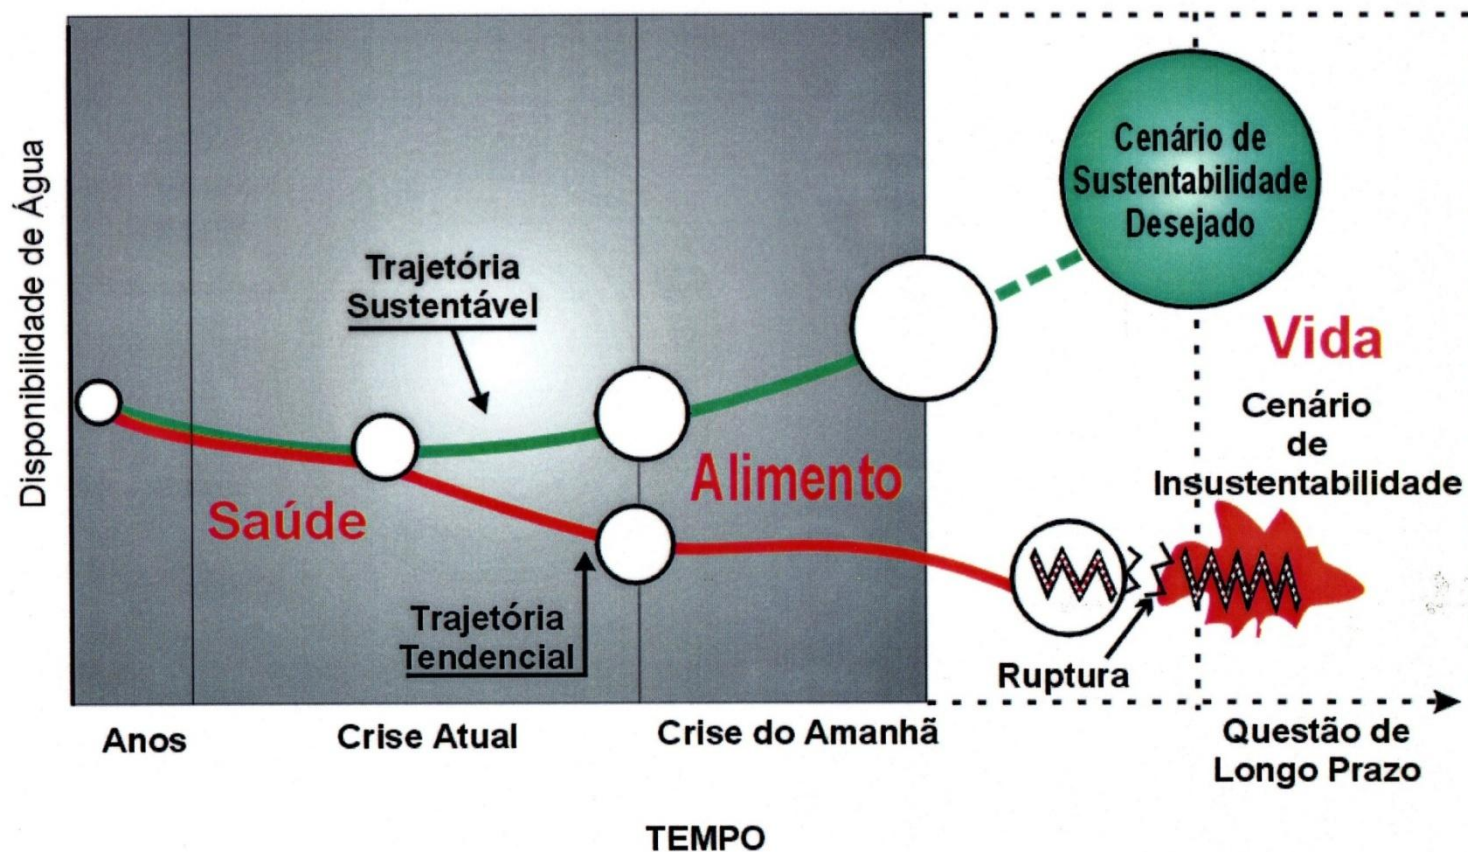 Disponibilidade de Água
Cenário de
Sustentabilidade
Desejado
Trajetória
Sustentável
Vida
Cenário
de
Insustentabilidade
Alimento
Saúde
Trajetória
Tendencial
Ruptura
Anos
Crise Atual
Crise do Amanhã
Questão de
Longo Prazo
TEMPO